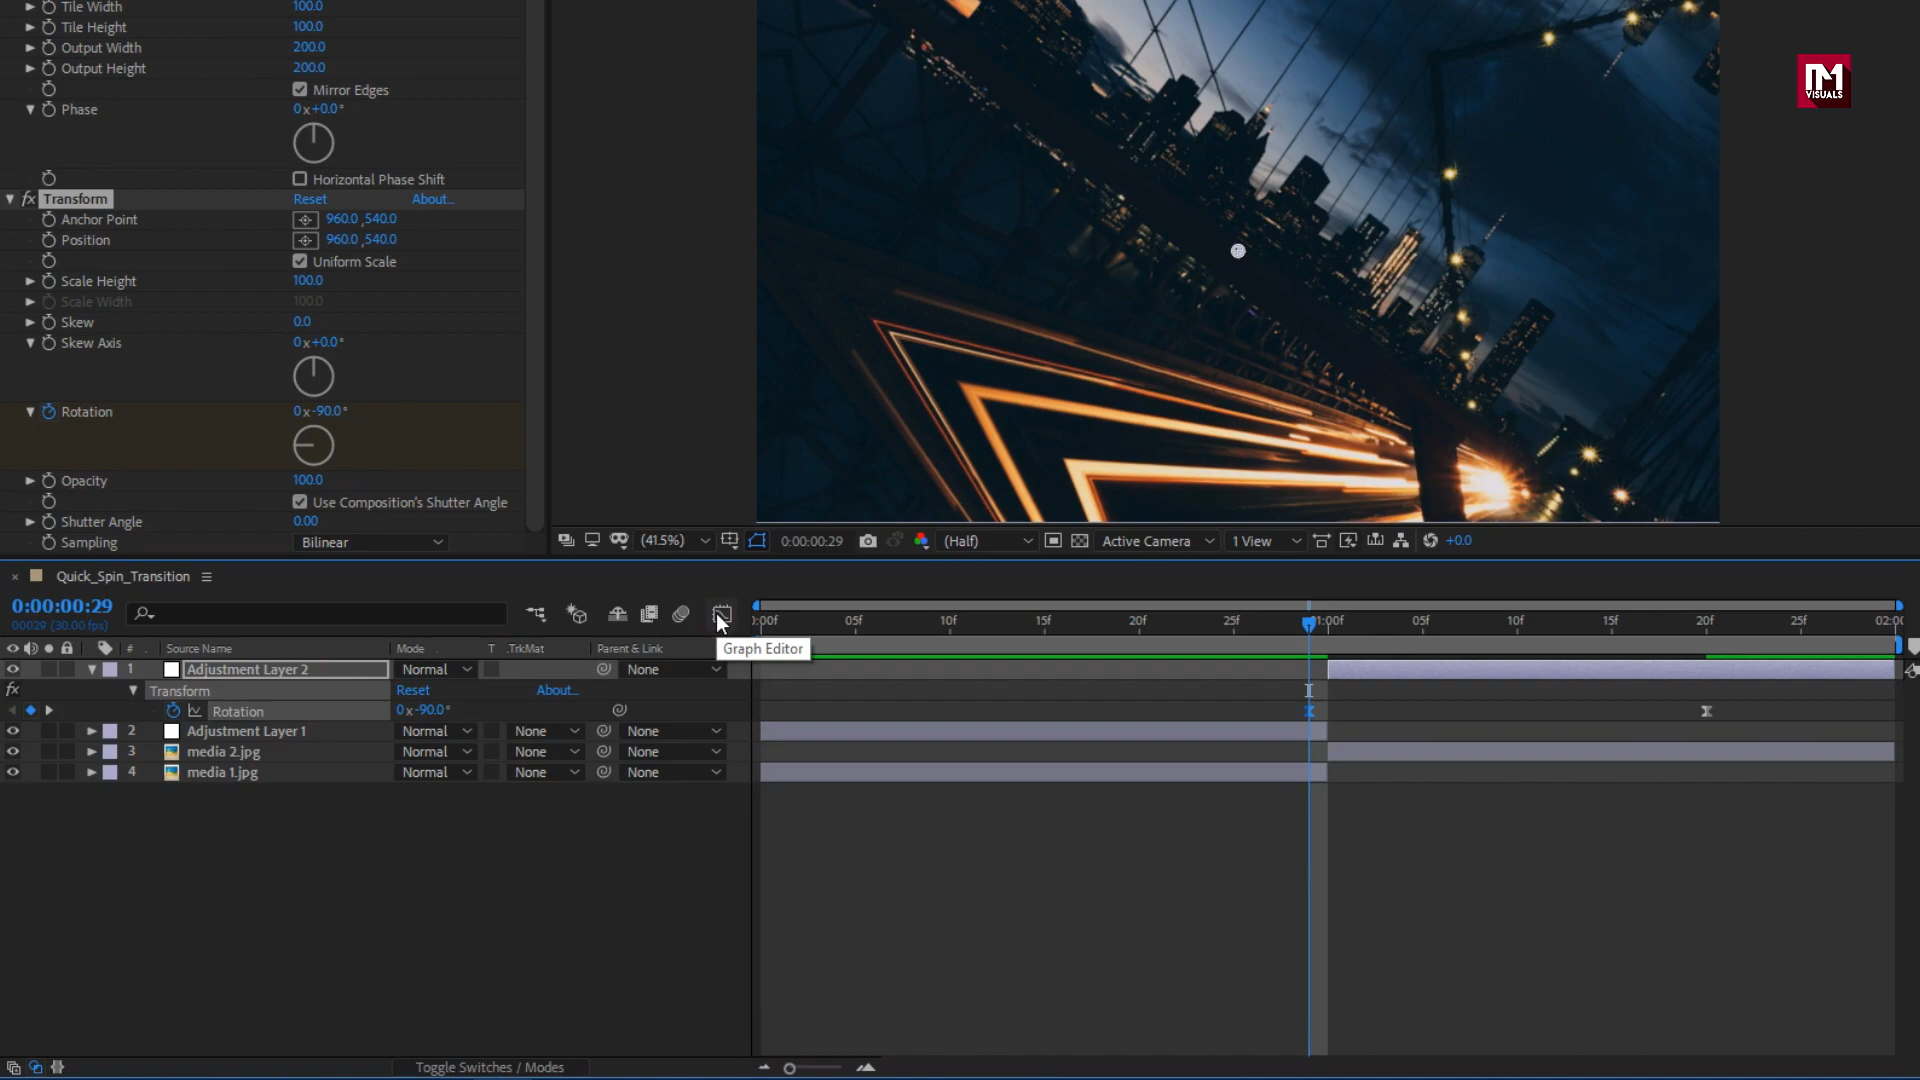 Tile Width 100.0
Tile Height 100.0
Output Width 200.0
Output Height 200.0
Mirror Edges
Phase 0x+0.0°
Horizontal Phase Shift
fx Transform Reset About...
Anchor Point 960.0,540.0
Position 960.0,540.0
Uniform Scale
Scale Height 100.0
Scale Width 100.0
Skew 0.0
Skew Axis 0x+0.0°
Rotation 0x-90.0°
Opacity 100.0
Use Composition's Shutter Angle
Shutter Angle 0.00
Sampling Bilinear
M
VISUALS
(41.5%) 0:00:00:29 (Half) Active Camera 1 View +0.0
Quick_Spin_Transition
0:00:00:29
00029 (30.00 fps)
:00f 05f 10f 15f 20f 25f 1:00f 05f 10f 15f 20f 25f 02:00
# Source Name Mode T .TrkMat Parent & Link
Graph Editor
1 Adjustment Layer 2 Normal None
fx Transform Reset About...
Rotation 0x-90.0°
2 Adjustment Layer 1 Normal None None
3 media 2.jpg Normal None None
4 media 1.jpg Normal None None
Toggle Switches / Modes